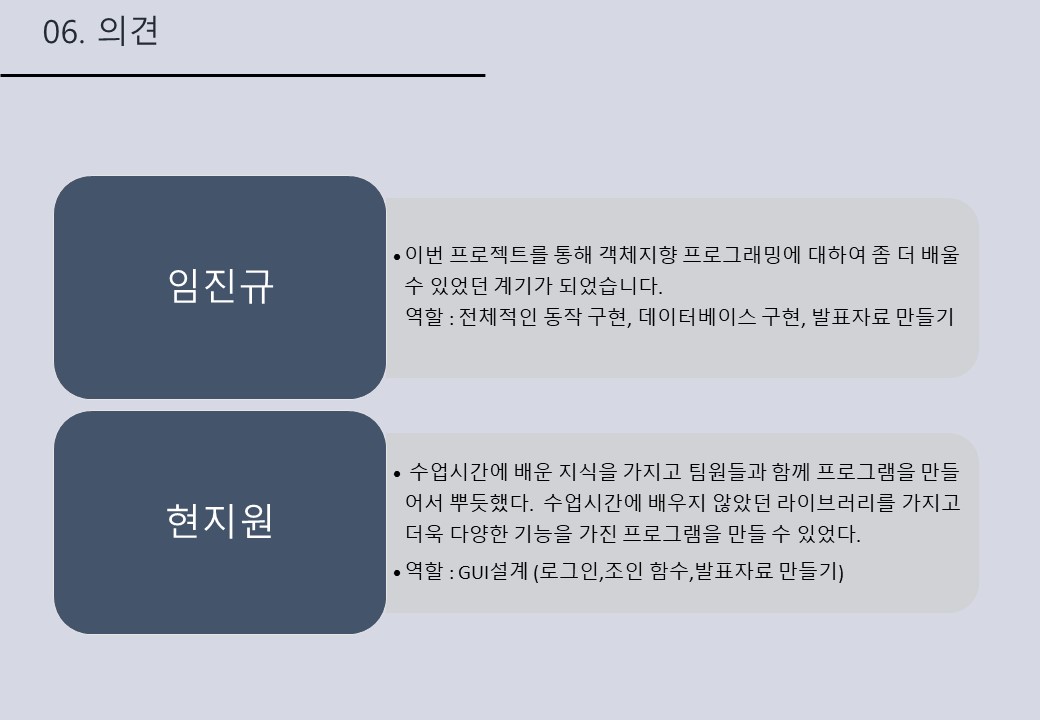 06. 의견
임진규
•이번 프로젝트를 통해 객체지향 프로그래밍에 대하여 좀 더 배울
수 있었던 계기가 되었습니다.
역할 : 전체적인 동작 구현, 데이터베이스 구현, 발표자료 만들기
현지원
• 수업시간에 배운 지식을 가지고 팀원들과 함께 프로그램을 만들
어서 뿌듯했다.  수업시간에 배우지 않았던 라이브러리를 가지고
더욱 다양한 기능을 가진 프로그램을 만들 수 있었다.
•역할 : GUI설계 (로그인,조인 함수,발표자료 만들기)